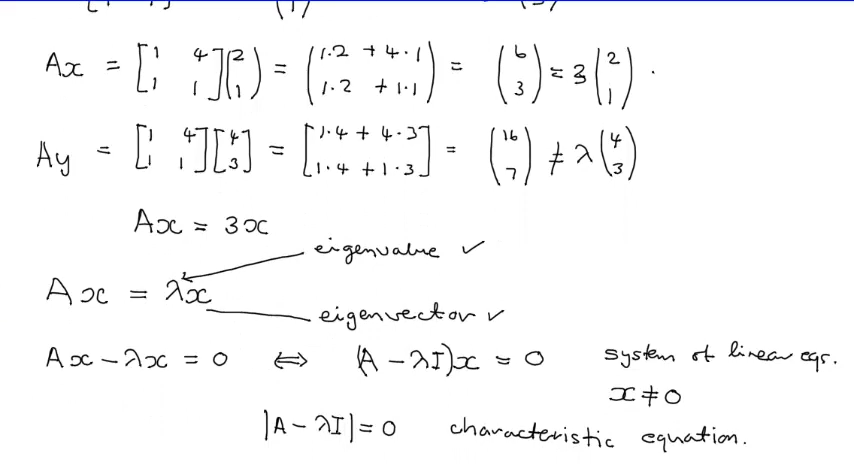 Ax = [1 4 1 1](2 1) = (1.2 + 4.1 1.2 + 1.1) = (6 3) = 3(2 1).
Ay = [1 4 1 1][4 3] = [1.4 + 4.3 1.4 + 1.3] = (16 7) ≠ λ(4 3)
Ax = 3x
eigenvalue ✓
Ax = λx
eigenvector ✓
Ax - λx = 0 ⇔ (A - λI)x = 0 system of linear eqs.
x ≠ 0
|A - λI| = 0 characteristic equation.